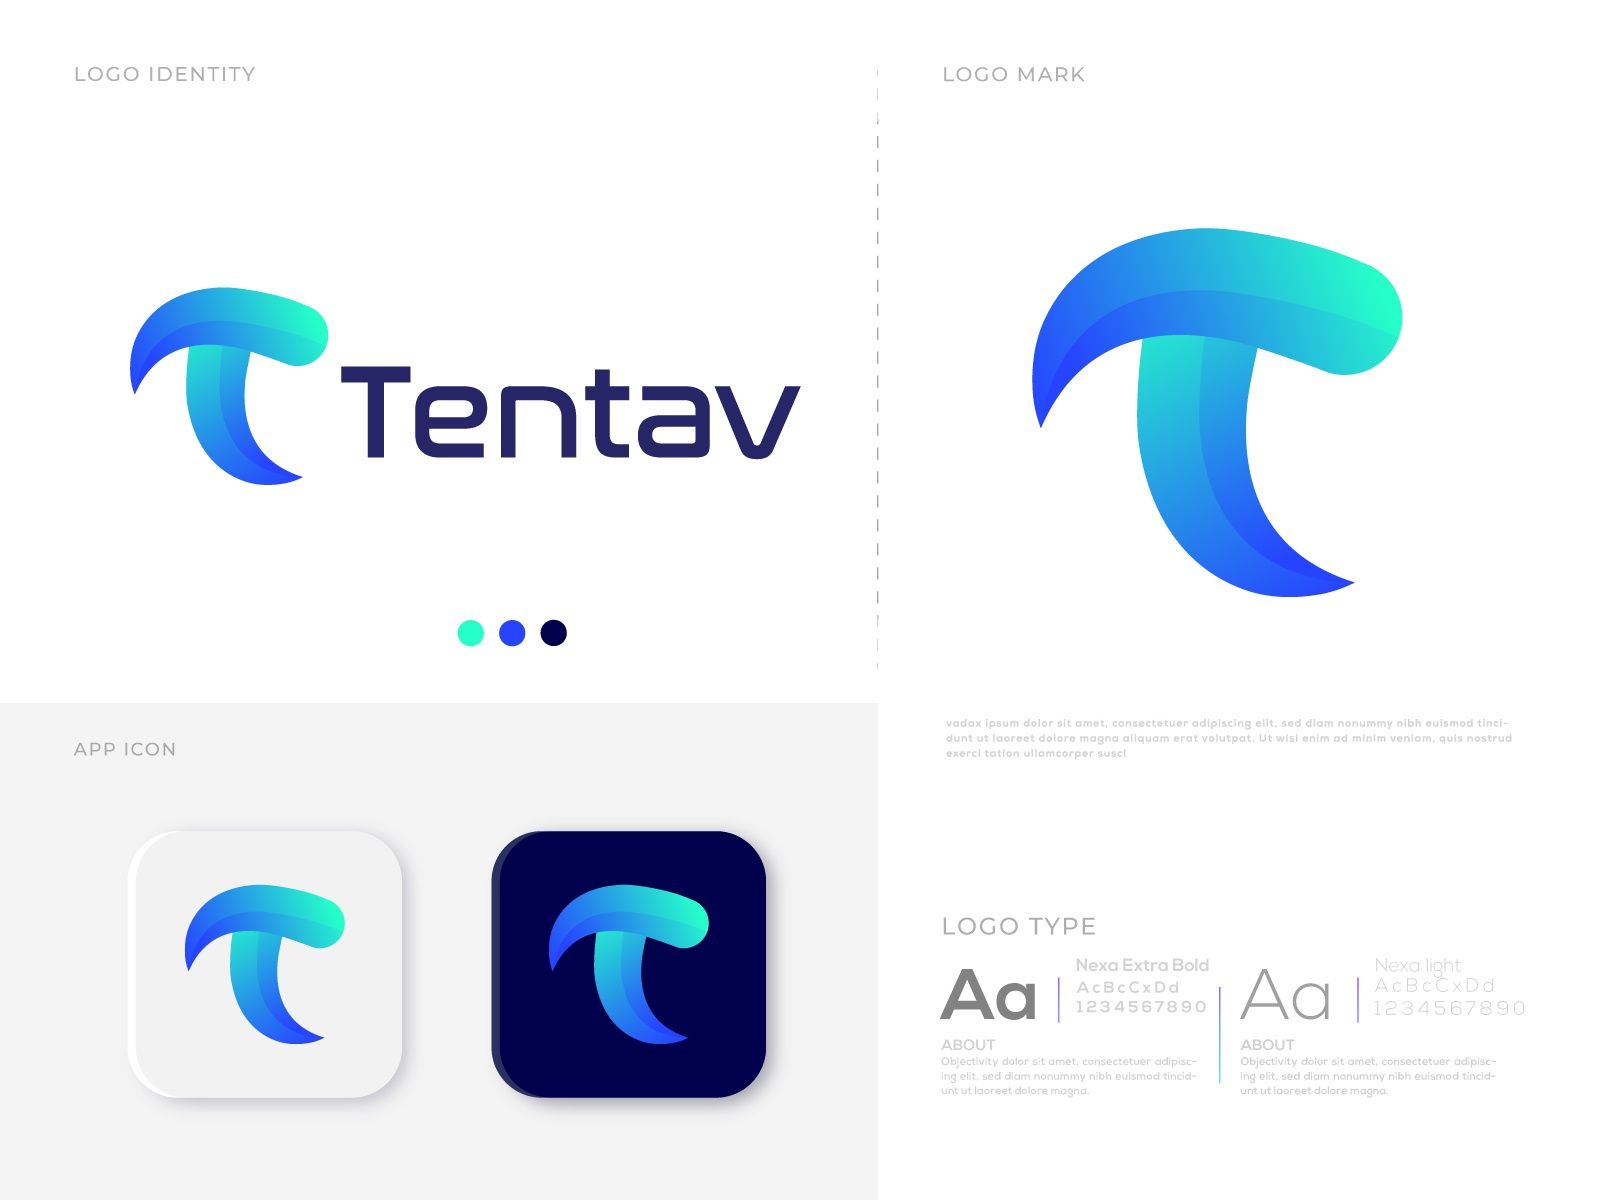 LOGO IDENTITY
Tentav
APP ICON
LOGO MARK
vadax ipsum dolor sit amet, consectetuer adipiscing elit, sed diam nonummy nibh euismod tinci-
dunt ut laoreet dolore magna aliquam erat volutpat. Ut wisi enim ad minim veniam, quis nostrud
exerci tation ullamcorper susci
LOGO TYPE
Aa
Nexa Extra Bold
AcBcCxDd
1234567890
ABOUT
Objectivity dolor sit amet, consectetuer adipisc-
ing elit, sed diam nonummy nibh euismod tincid-
unt ut laoreet dolore magna.
Aa
Nexa light
AcBcCxDd
1234567890
ABOUT
Objectivity dolor sit amet, consectetuer adipisc-
ing elit, sed diam nonummy nibh euismod tincid-
unt ut laoreet dolore magna.